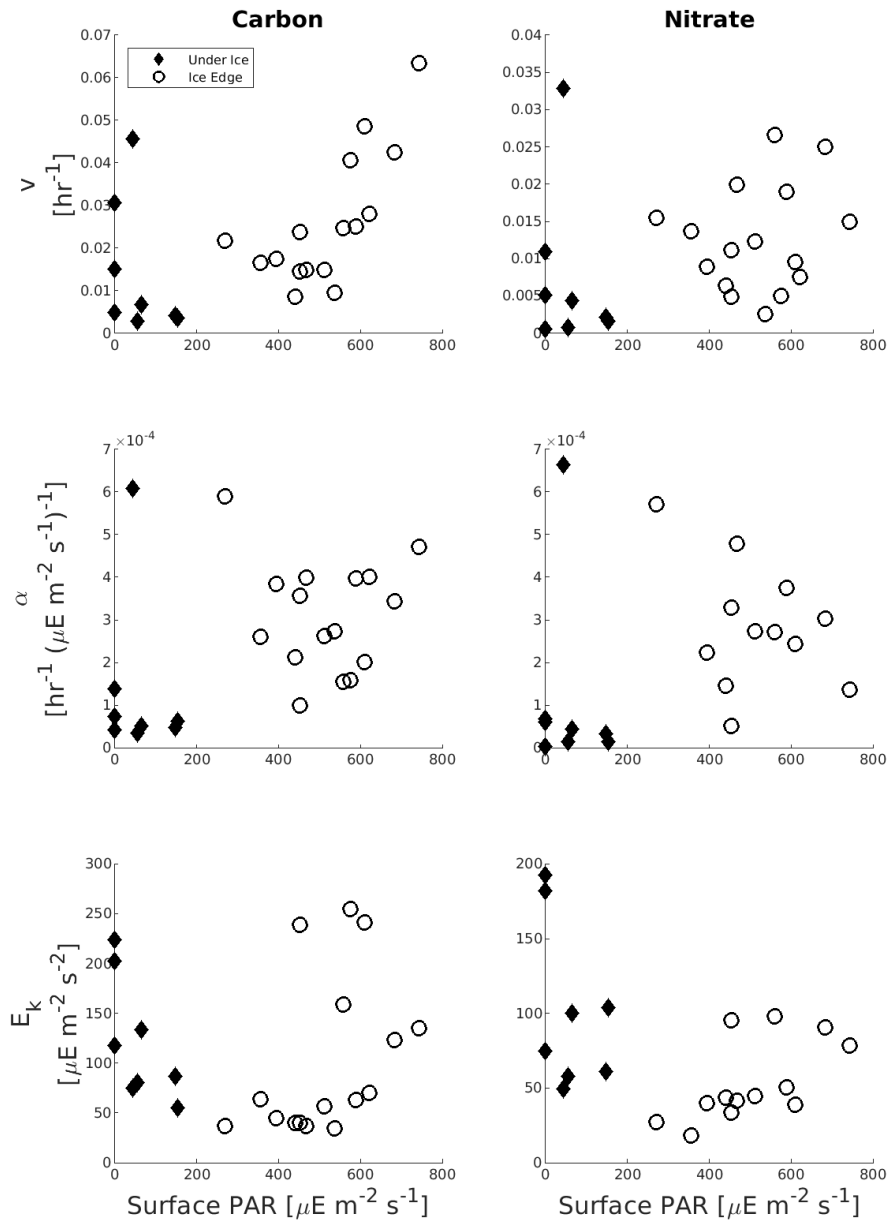 Carbon
Nitrate
0.07
0.06
0.05
0.04
0.03
0.02
0.01
0
v
[hr⁻¹]
Under Ice
Ice Edge
0 200 400 600 800
0.04
0.035
0.03
0.025
0.02
0.015
0.01
0.005
0
0 200 400 600 800
×10⁻⁴
7
6
5
4
3
2
1
0
α
[hr⁻¹ (μE m⁻² s⁻¹)⁻¹]
0 200 400 600 800
×10⁻⁴
7
6
5
4
3
2
1
0
0 200 400 600 800
300
250
200
150
100
50
0
E_k
[μE m⁻² s⁻²]
0 200 400 600 800
Surface PAR [μE m⁻² s⁻¹]
200
150
100
50
0
0 200 400 600 800
Surface PAR [μE m⁻² s⁻¹]